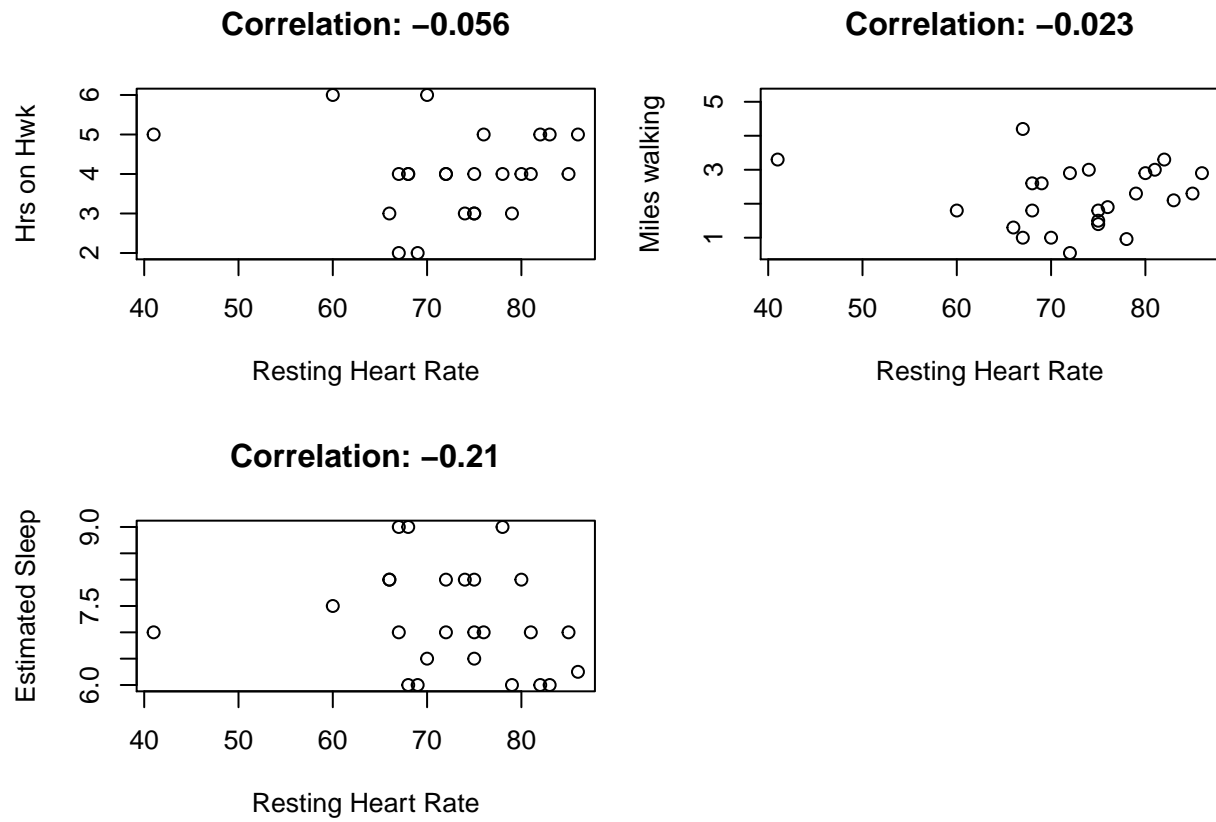 Correlation: −0.056
Hrs on Hwk
6
5
4
3
2
40 50 60 70 80
Resting Heart Rate
Correlation: −0.023
Miles walking
5
3
1
40 50 60 70 80
Resting Heart Rate
Correlation: −0.21
Estimated Sleep
9.0
7.5
6.0
40 50 60 70 80
Resting Heart Rate